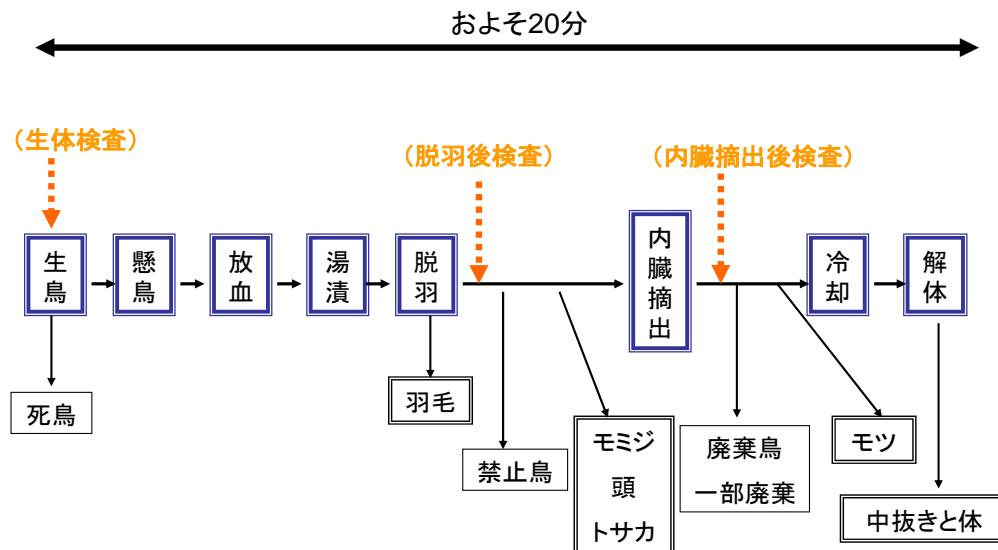 およそ20分
(生体検査)
(脱羽後検査)
(内臓摘出後検査)
生鳥
懸鳥
放血
湯漬
脱羽
内臓摘出
冷却
解体
死鳥
羽毛
禁止鳥
モミジ
頭
トサカ
廃棄鳥
一部廃棄
モツ
中抜きと体